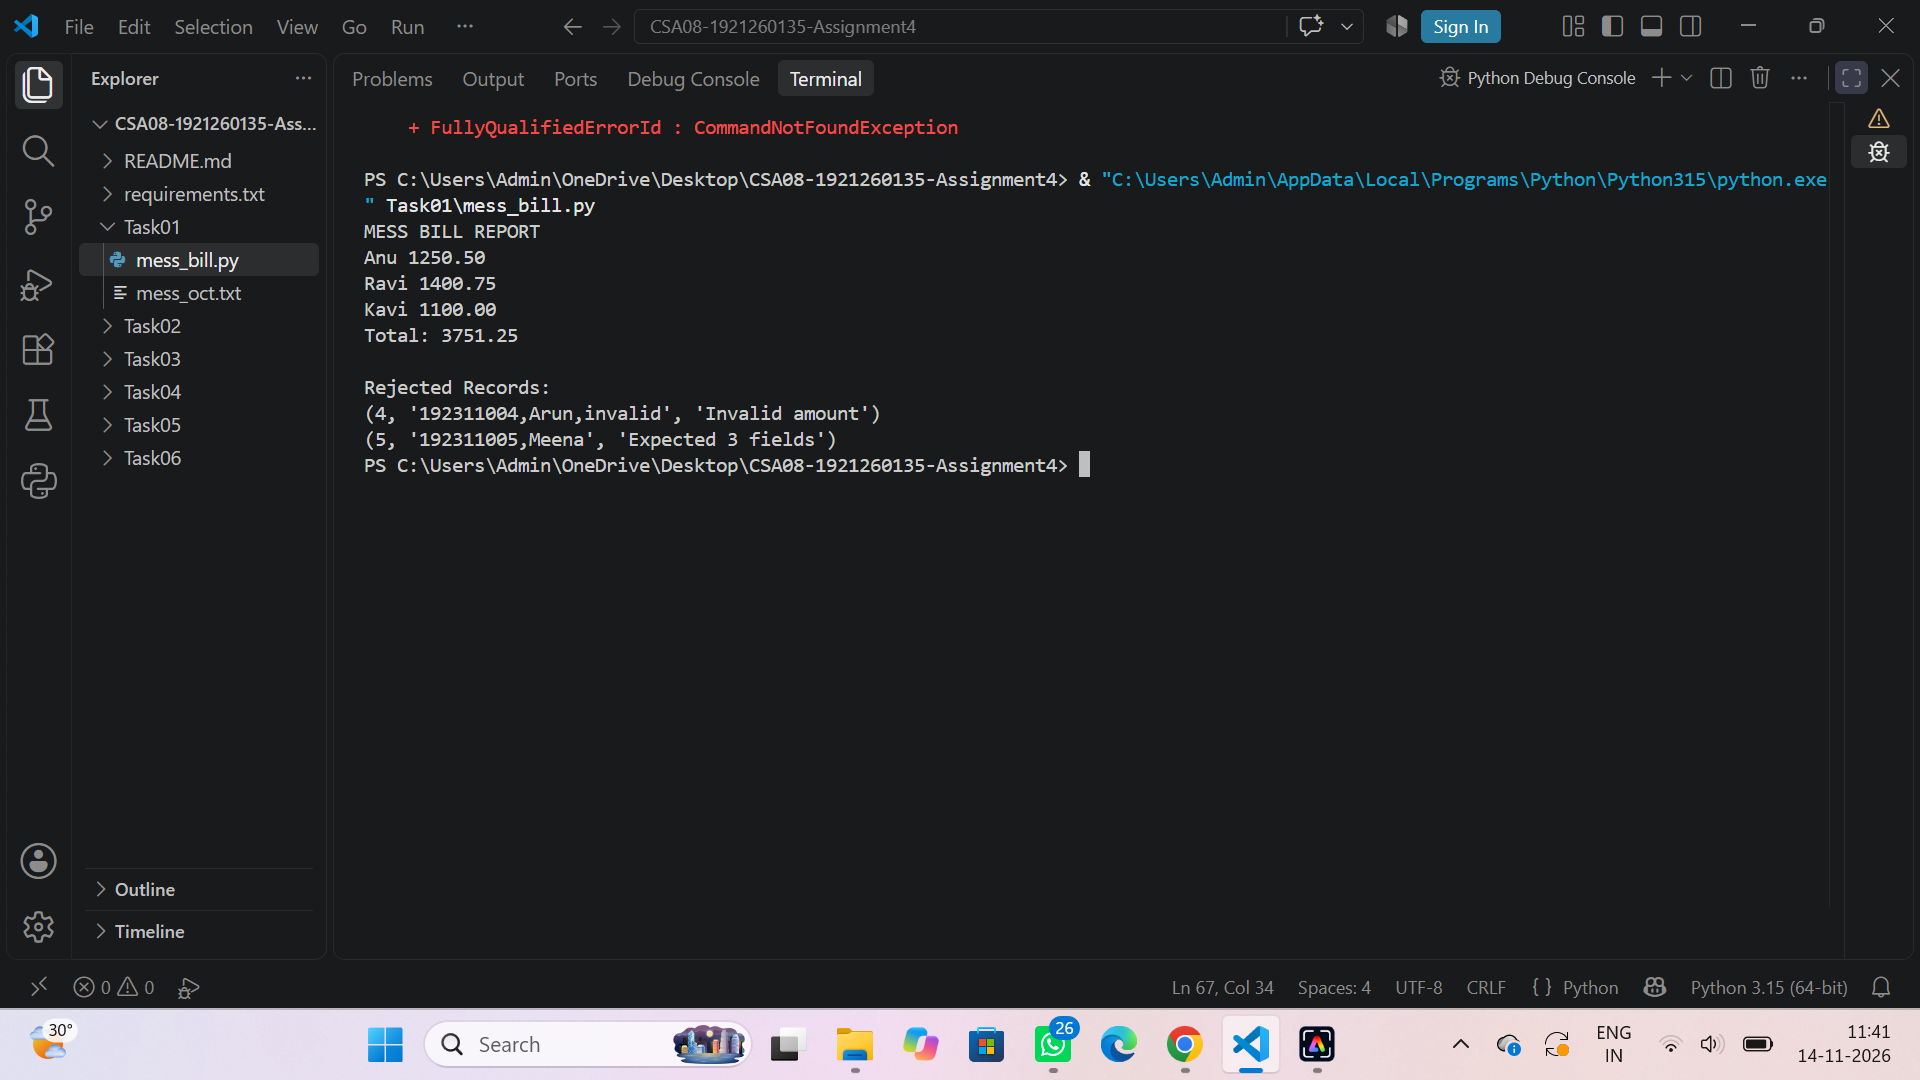 File Edit Selection View Go Run ···
CSA08-1921260135-Assignment4
Sign In
Explorer
CSA08-1921260135-Ass...
README.md
requirements.txt
Task01
mess_bill.py
mess_oct.txt
Task02
Task03
Task04
Task05
Task06
Outline
Timeline
Problems Output Ports Debug Console Terminal
Python Debug Console
+ FullyQualifiedErrorId : CommandNotFoundException
PS C:\Users\Admin\OneDrive\Desktop\CSA08-1921260135-Assignment4> & "C:\Users\Admin\AppData\Local\Programs\Python\Python315\python.exe
" Task01\mess_bill.py
MESS BILL REPORT
Anu 1250.50
Ravi 1400.75
Kavi 1100.00
Total: 3751.25
Rejected Records:
(4, '192311004,Arun,invalid', 'Invalid amount')
(5, '192311005,Meena', 'Expected 3 fields')
PS C:\Users\Admin\OneDrive\Desktop\CSA08-1921260135-Assignment4>
0 0
Ln 67, Col 34 Spaces: 4 UTF-8 CRLF { } Python Python 3.15 (64-bit)
30°
Search
26
ENG
IN
11:41
14-11-2026